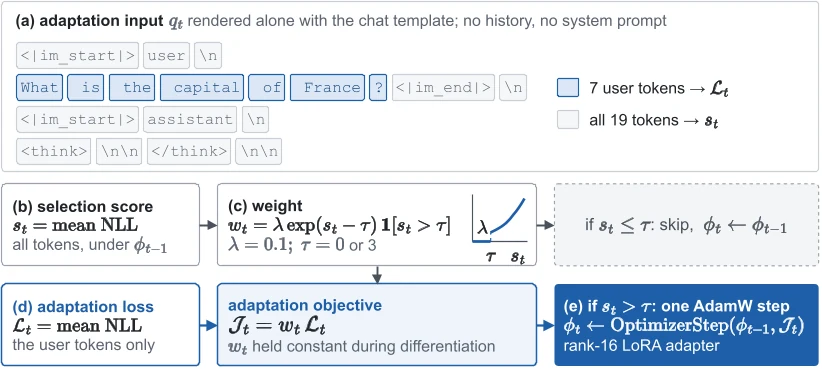 (a) adaptation input q_t rendered alone with the chat template; no history, no system prompt
<|im_start|> user \n
What is the capital of France ? <|im_end|> \n
<|im_start|> assistant \n
<think> \n\n </think> \n\n
7 user tokens → 𝓛_t
all 19 tokens → s_t
(b) selection score
s_t = mean NLL
all tokens, under ϕ_{t−1}
(c) weight
w_t = λ exp(s_t − τ) 1[s_t > τ]
λ = 0.1; τ = 0 or 3
λ
τ s_t
if s_t ≤ τ: skip, ϕ_t ← ϕ_{t−1}
(d) adaptation loss
𝓛_t = mean NLL
the user tokens only
adaptation objective
𝒥_t = w_t 𝓛_t
w_t held constant during differentiation
(e) if s_t > τ: one AdamW step
ϕ_t ← OptimizerStep(ϕ_{t−1}, 𝒥_t)
rank-16 LoRA adapter